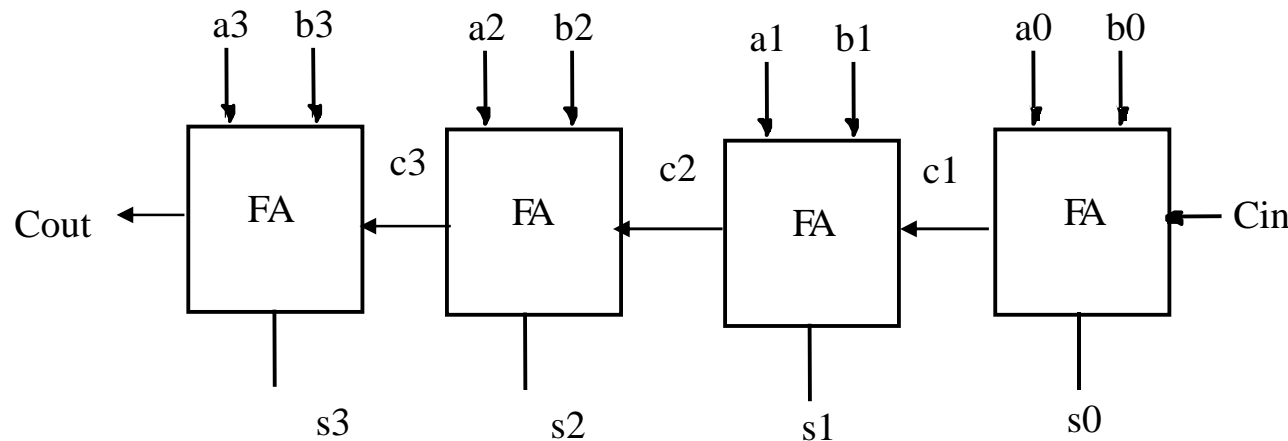 a3 b3 a2 b2 a1 b1 a0 b0
c3 c2 c1
Cout FA FA FA FA Cin
s3 s2 s1 s0